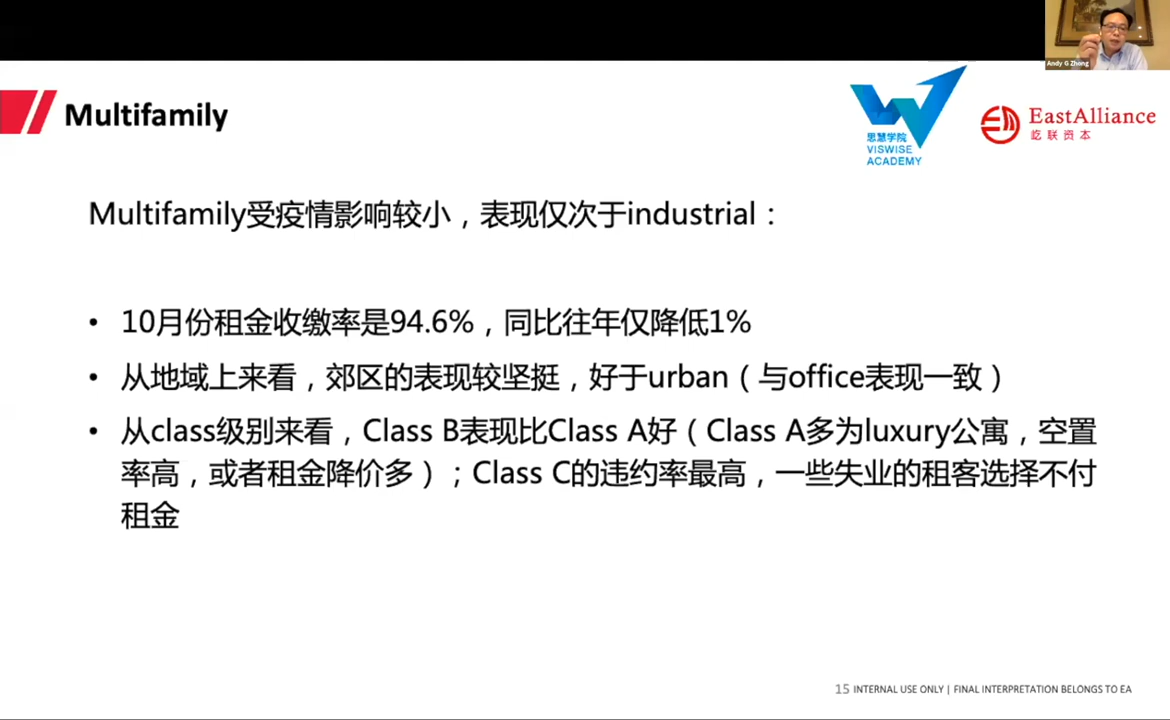 Andy G Zhong
Multifamily
思慧学院
VISWISE
ACADEMY
EastAlliance
屹联资本
Multifamily受疫情影响较小，表现仅次于industrial：
• 10月份租金收缴率是94.6%，同比往年仅降低1%
• 从地域上来看，郊区的表现较坚挺，好于urban（与office表现一致）
• 从class级别来看，Class B表现比Class A好（Class A多为luxury公寓，空置
率高，或者租金降价多）；Class C的违约率最高，一些失业的租客选择不付
租金
15 INTERNAL USE ONLY | FINAL INTERPRETATION BELONGS TO EA